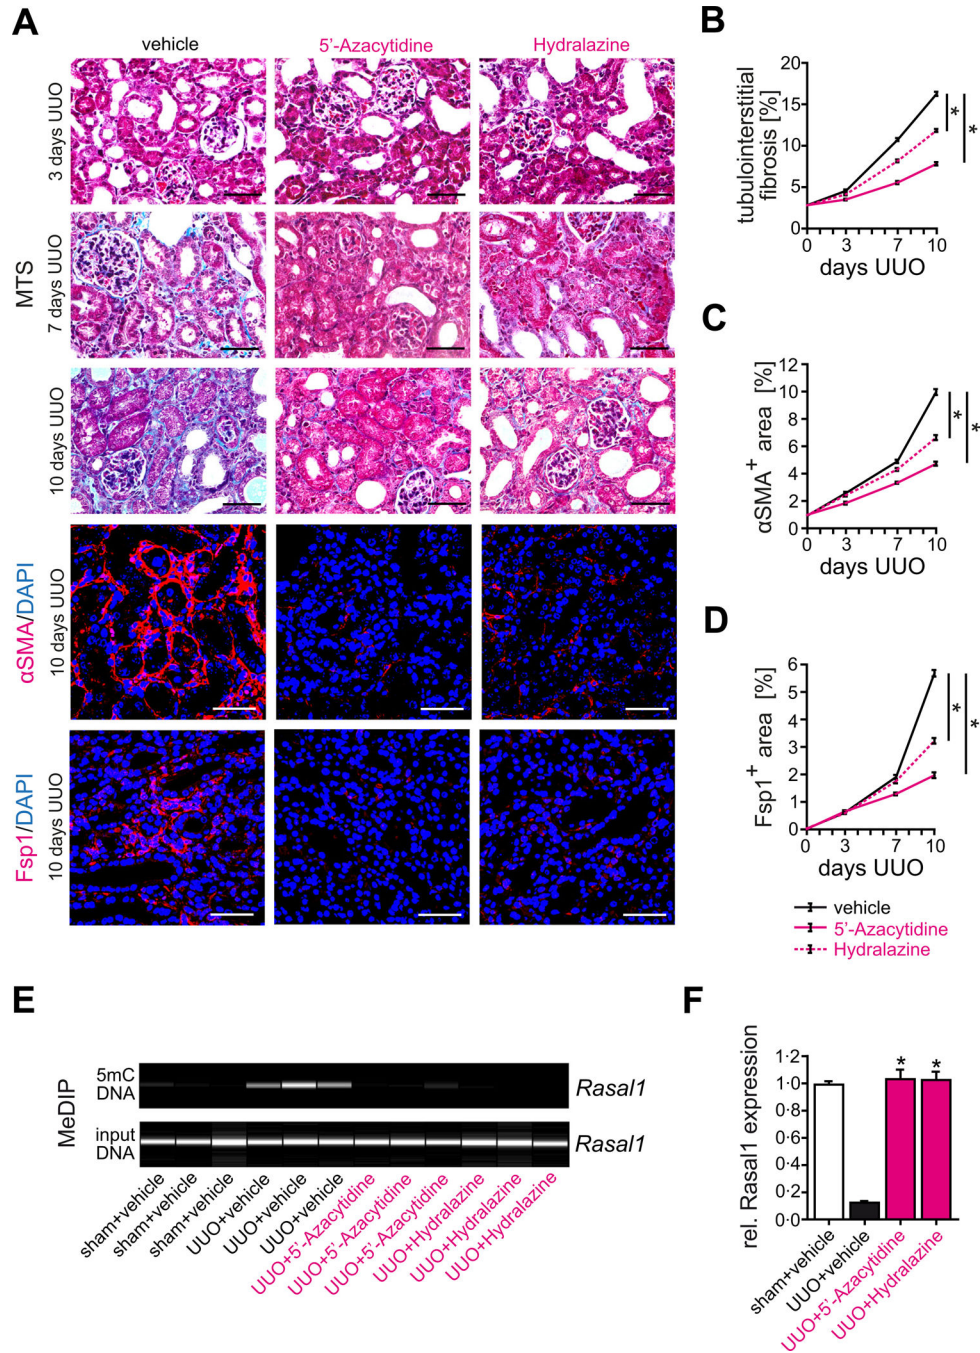 A
vehicle
5'-Azacytidine
Hydralazine
MTS
3 days UUO
7 days UUO
10 days UUO
αSMA/DAPI
10 days UUO
Fsp1/DAPI
10 days UUO
B
tubulointerstitial
fibrosis [%]
20
15
10
5
0
0 3 7 10
days UUO
* *
C
αSMA+ area [%]
12
10
8
6
4
2
0
0 3 7 10
days UUO
* *
D
Fsp1+ area [%]
6
5
4
3
2
1
0
0 3 7 10
days UUO
* *
vehicle
5'-Azacytidine
Hydralazine
E
MeDIP
5mC
DNA
Rasal1
input
DNA
Rasal1
sham+vehicle
sham+vehicle
sham+vehicle
UUO+vehicle
UUO+vehicle
UUO+vehicle
UUO+5'-Azacytidine
UUO+5'-Azacytidine
UUO+5'-Azacytidine
UUO+Hydralazine
UUO+Hydralazine
UUO+Hydralazine
F
rel. Rasal1 expression
1·2
1·0
0·8
0·6
0·4
0·2
0·0
* *
sham+vehicle
UUO+vehicle
UUO+5'-Azacytidine
UUO+Hydralazine